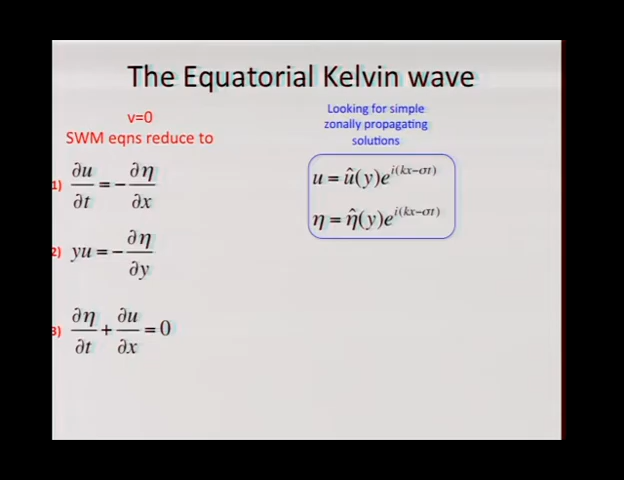 The Equatorial Kelvin wave
v=0
SWM eqns reduce to
1) ∂u/∂t = −∂η/∂x
2) yu = −∂η/∂y
3) ∂η/∂t + ∂u/∂x = 0
Looking for simple
zonally propagating
solutions
u = û(y)e^{i(kx−σt)}
η = η̂(y)e^{i(kx−σt)}